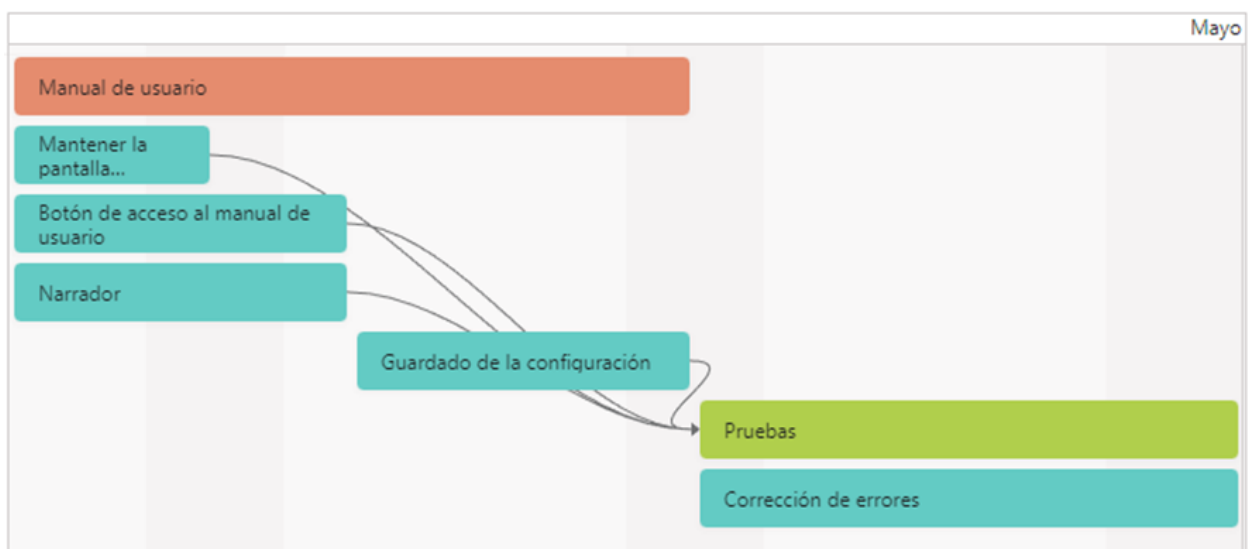 Mayo
Manual de usuario
Mantener la
pantalla...
Botón de acceso al manual de
usuario
Narrador
Guardado de la configuración
Pruebas
Corrección de errores